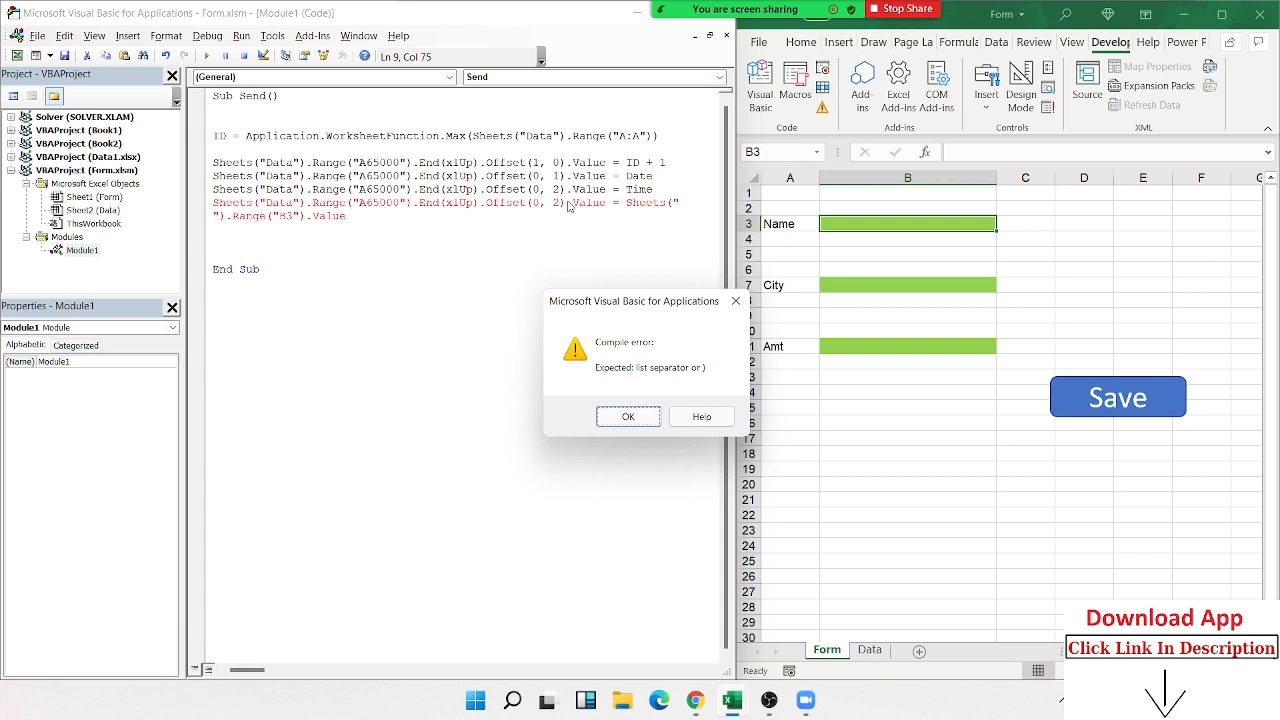 Microsoft Visual Basic for Applications - Form.xlsm - [Module1 (Code)]
You are screen sharing
Stop Share
Form
File Edit View Insert Format Debug Run Tools Add-Ins Window Help
Ln 9, Col 75
File Home Insert Draw Page La Formula Data Review View Develo Help Power F
Project - VBAProject
(General)
Send
Solver (SOLVER.XLAM)
VBAProject (Book1)
VBAProject (Book2)
VBAProject (Data1.xlsx)
VBAProject (Form.xlsm)
Microsoft Excel Objects
Sheet1 (Form)
Sheet2 (Data)
ThisWorkbook
Modules
Module1
Properties - Module1
Module1 Module
Alphabetic Categorized
(Name) Module1
Sub Send()
ID = Application.WorksheetFunction.Max(Sheets("Data").Range("A:A"))
Sheets("Data").Range("A65000").End(xlUp).Offset(1, 0).Value = ID + 1
Sheets("Data").Range("A65000").End(xlUp).Offset(0, 1).Value = Date
Sheets("Data").Range("A65000").End(xlUp).Offset(0, 2).Value = Time
Sheets("Data").Range("A65000").End(xlUp).Offset(0, 2).Value = Sheets("
").Range("B3").Value
End Sub
Microsoft Visual Basic for Applications
Compile error:
Expected: list separator or )
OK Help
Visual Basic
Macros
Code
Add-ins
Excel Add-ins
COM Add-ins
Add-ins
Insert
Design Mode
Controls
Source
Map Properties
Expansion Packs
Refresh Data
XML
B3
fx
A B C D E F G
1
2
3 Name
4
5
6
7 City
Amt
Save
17
18
19
20
21
22
23
24
25
26
27
28
29
30
Form Data
Ready
Download App
Click Link In Description